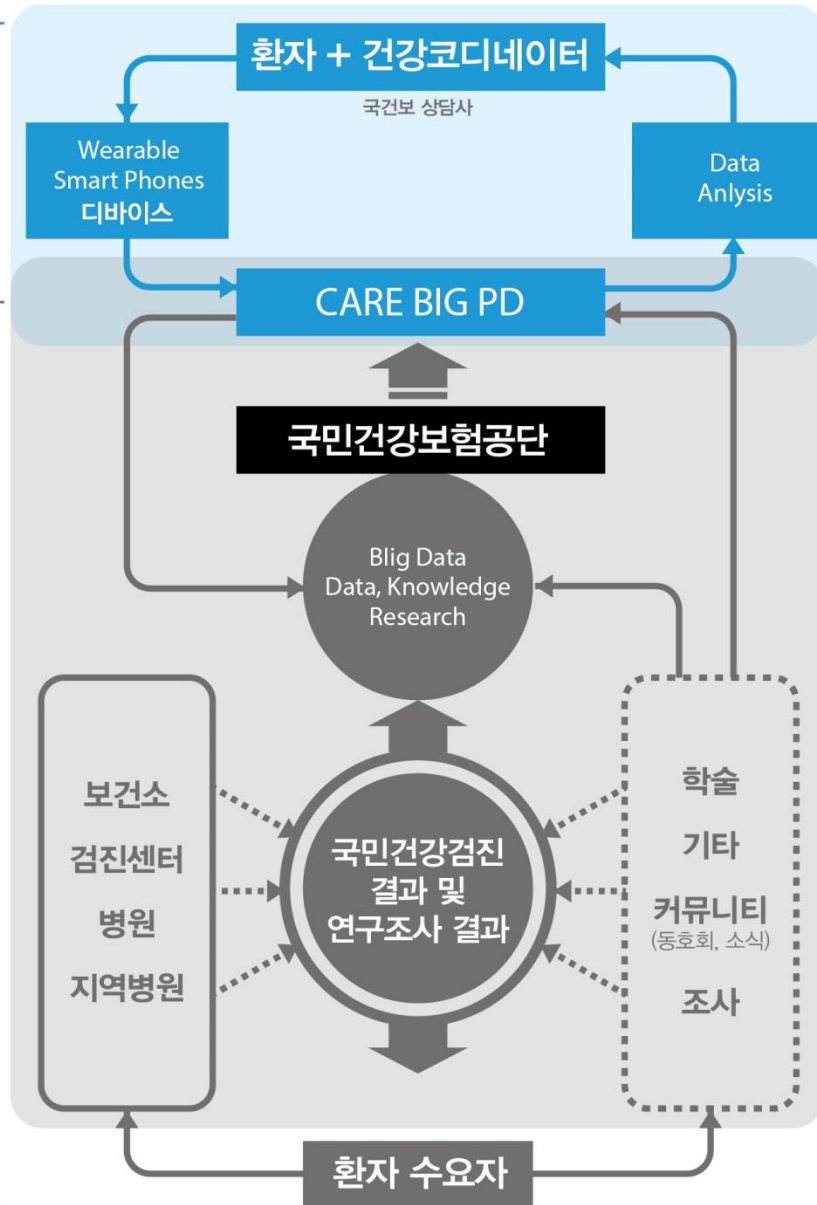 환자 + 건강코디네이터
국건보 상담사
Wearable
Smart Phones
디바이스
Data
Anlysis
CARE BIG PD
국민건강보험공단
Blig Data
Data, Knowledge
Research
보건소
검진센터
병원
지역병원
국민건강검진
결과 및
연구조사 결과
학술
기타
커뮤니티
(동호회, 소식)
조사
환자 수요자